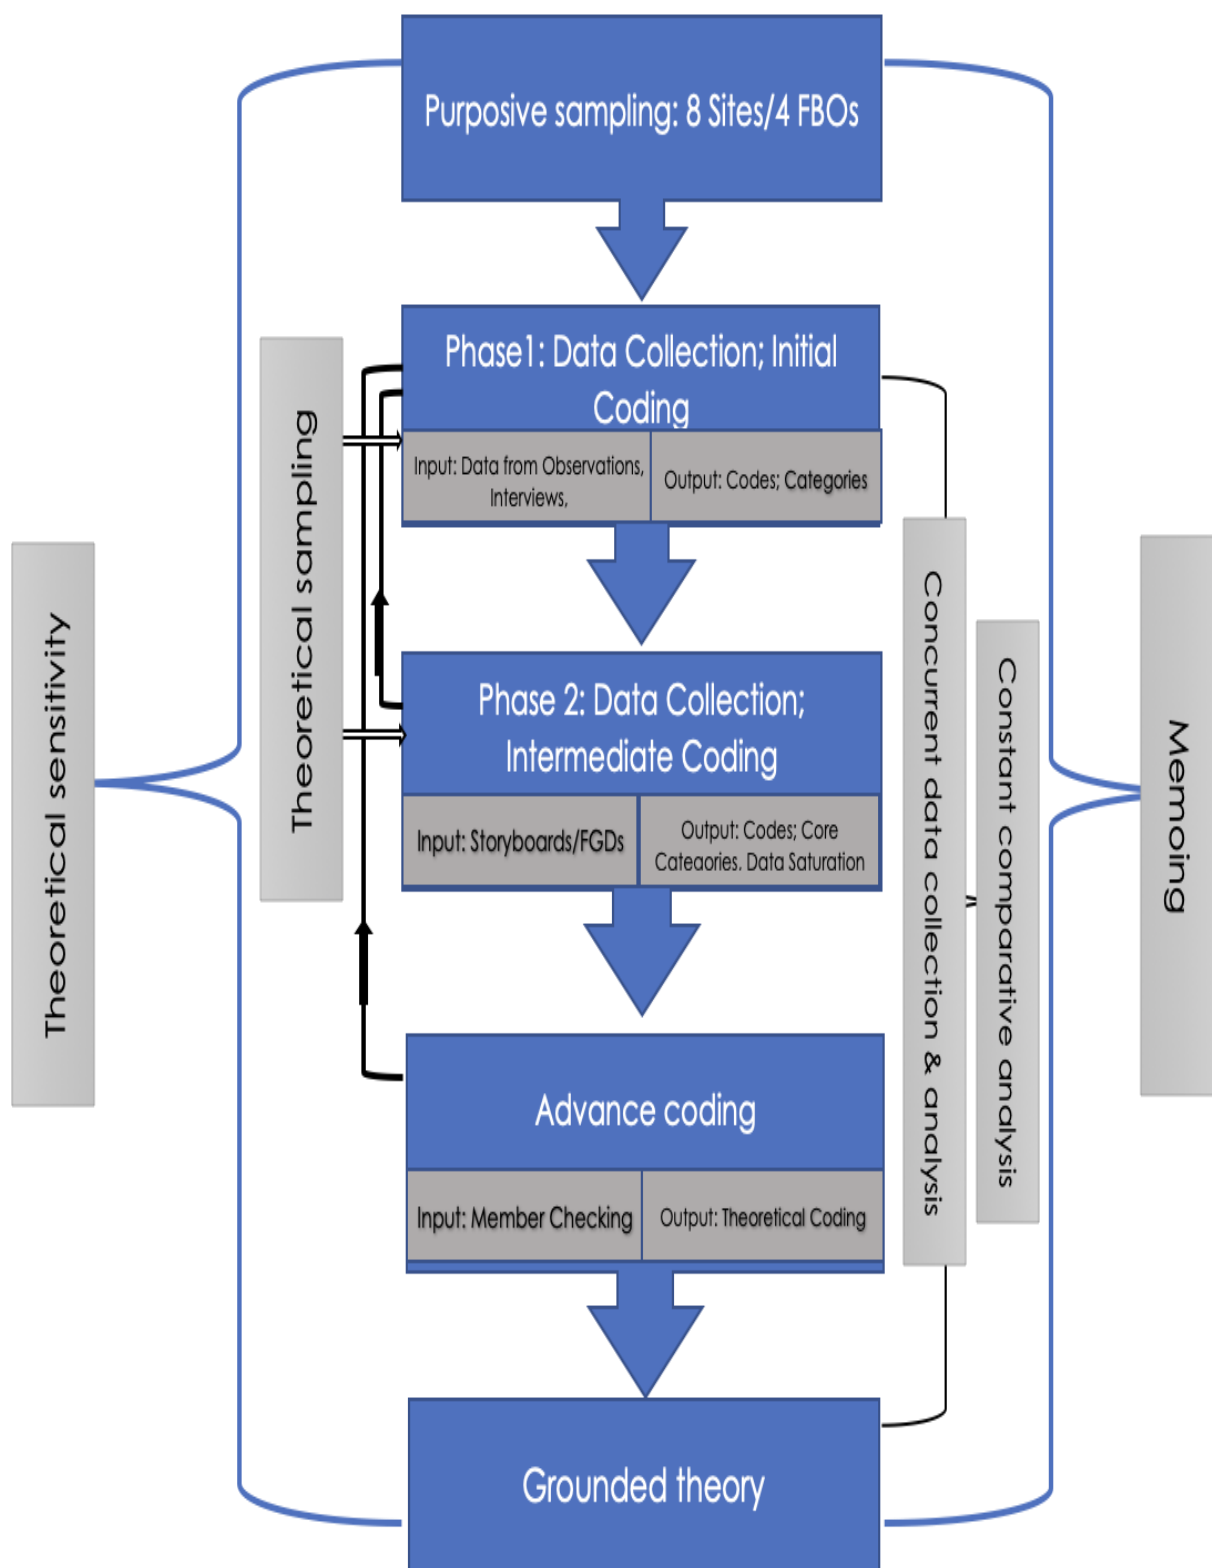 Purposive sampling: 8 Sites/4 FBOs
Phase1: Data Collection; Initial
Coding
Input: Data from Observations,
Interviews,
Output: Codes; Categories
Theoretical sampling
Phase 2: Data Collection;
Intermediate Coding
Input: Storyboards/FGDs
Output: Codes; Core
Cateaories. Data Saturation
Theoretical sensitivity
Concurrent data collection & analysis
Constant comparative analysis
Memoing
Advance coding
Input: Member Checking
Output: Theoretical Coding
Grounded theory